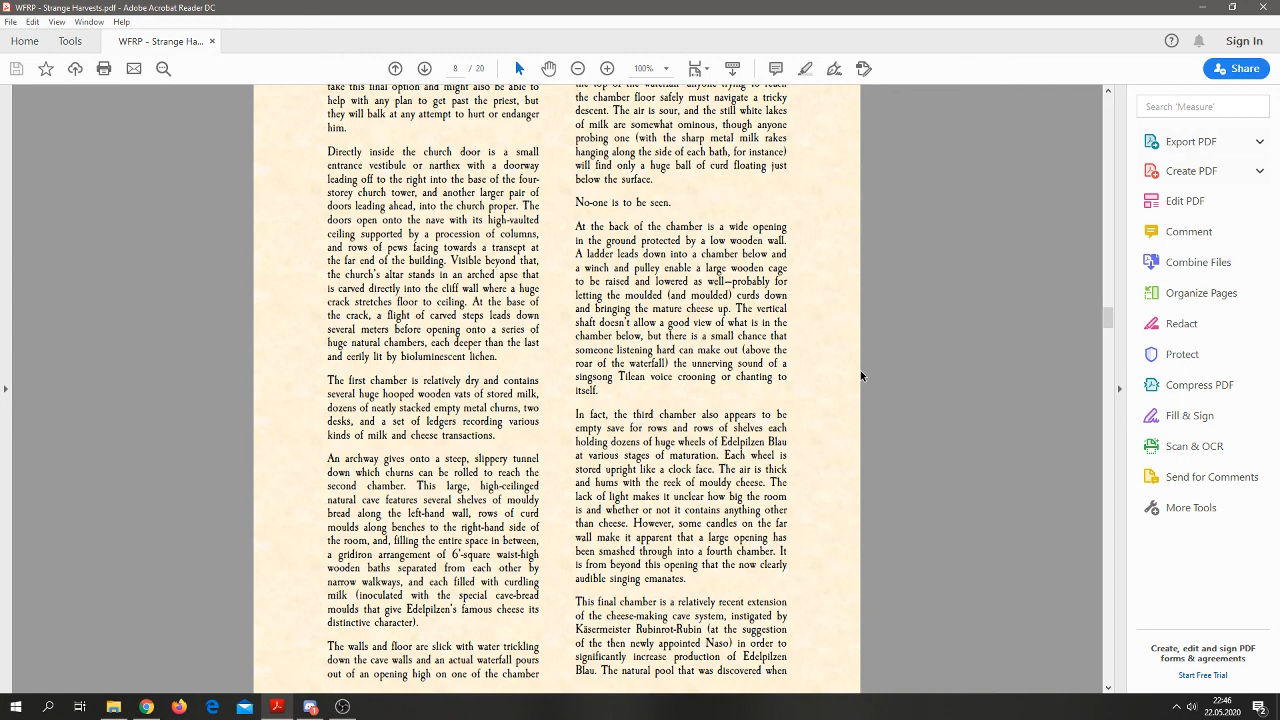 WFRP - Strange Harvests.pdf - Adobe Acrobat Reader DC
File Edit View Window Help
Home Tools WFRP - Strange Ha... × Sign In
8 / 20 100% Share
take this final option and might also be able to
help with any plan to get past the priest, but
they will balk at any attempt to hurt or endanger
him.
Directly inside the church door is a small
entrance vestibule or narthex with a doorway
leading off to the right into the base of the four-
storey church tower, and another larger pair of
doors leading ahead, into the church proper. The
doors open onto the nave with its high-vaulted
ceiling supported by a procession of columns,
and rows of pews facing towards a transept at
the far end of the building. Visible beyond that,
the church's altar stands in an arched apse that
is carved directly into the cliff wall where a huge
crack stretches floor to ceiling. At the base of
the crack, a flight of carved steps leads down
several meters before opening onto a series of
huge natural chambers, each deeper than the last
and eerily lit by bioluminescent lichen.
The first chamber is relatively dry and contains
several huge hooped wooden vats of stored milk,
dozens of neatly stacked empty metal churns, two
desks, and a set of ledgers recording various
kinds of milk and cheese transactions.
An archway gives onto a steep, slippery tunnel
down which churns can be rolled to reach the
second chamber. This large, high-ceilinged
natural cave features several shelves of mouldy
bread along the left-hand wall, rows of curd
moulds along benches to the right-hand side of
the room, and, filling the entire space in between,
a gridiron arrangement of 6'-square waist-high
wooden baths separated from each other by
narrow walkways, and each filled with curdling
milk (inoculated with the special cave-bread
moulds that give Edelpilzen's famous cheese its
distinctive character).
The walls and floor are slick with water trickling
down the cave walls and an actual waterfall pours
out of an opening high on one of the chamber
the top of the waterfall anyone trying to reach
the chamber floor safely must navigate a tricky
descent. The air is sour, and the still white lakes
of milk are somewhat ominous, though anyone
probing one (with the sharp metal milk rakes
hanging along the side of each bath, for instance)
will find only a huge ball of curd floating just
below the surface.
No-one is to be seen.
At the back of the chamber is a wide opening
in the ground protected by a low wooden wall.
A ladder leads down into a chamber below and
a winch and pulley enable a large wooden cage
to be raised and lowered as well—probably for
letting the moulded (and moulded) curds down
and bringing the mature cheese up. The vertical
shaft doesn't allow a good view of what is in the
chamber below, but there is a small chance that
someone listening hard can make out (above the
roar of the waterfall) the unnerving sound of a
singsong Tilean voice crooning or chanting to
itself.
In fact, the third chamber also appears to be
empty save for rows and rows of shelves each
holding dozens of huge wheels of Edelpilzen Blau
at various stages of maturation. Each wheel is
stored upright like a clock face. The air is thick
and hums with the reek of mouldy cheese. The
lack of light makes it unclear how big the room
is and whether or not it contains anything other
than cheese. However, some candles on the far
wall make it apparent that a large opening has
been smashed through into a fourth chamber. It
is from beyond this opening that the now clearly
audible singing emanates.
This final chamber is a relatively recent extension
of the cheese-making cave system, instigated by
Käsermeister Rubinrot-Rubin (at the suggestion
of the then newly appointed Naso) in order to
significantly increase production of Edelpilzen
Blau. The natural pool that was discovered when
Search 'Measure'
Export PDF
Create PDF
Edit PDF
Comment
Combine Files
Organize Pages
Redact
Protect
Compress PDF
Fill & Sign
Scan & OCR
Send for Comments
More Tools
Create, edit and sign PDF
forms & agreements
Start Free Trial
22:46
22.05.2020
2